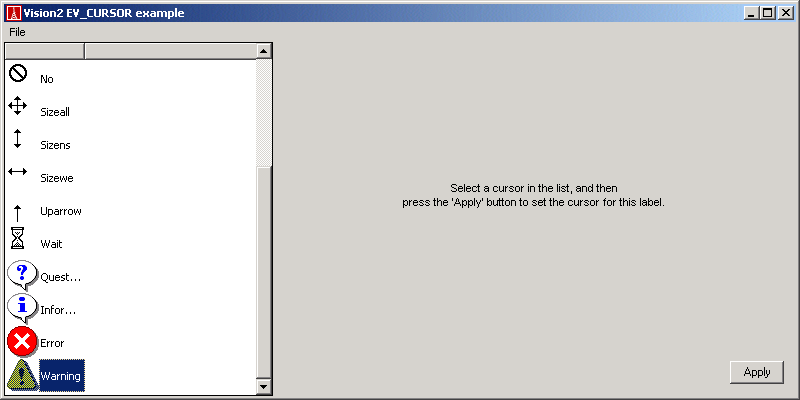 Vision2 EV_CURSOR example
File
No
Sizeall
Sizens
Sizewe
Uparrow
Wait
Quest...
Infor...
Error
Warning
Select a cursor in the list, and then
press the 'Apply' button to set the cursor for this label.
Apply